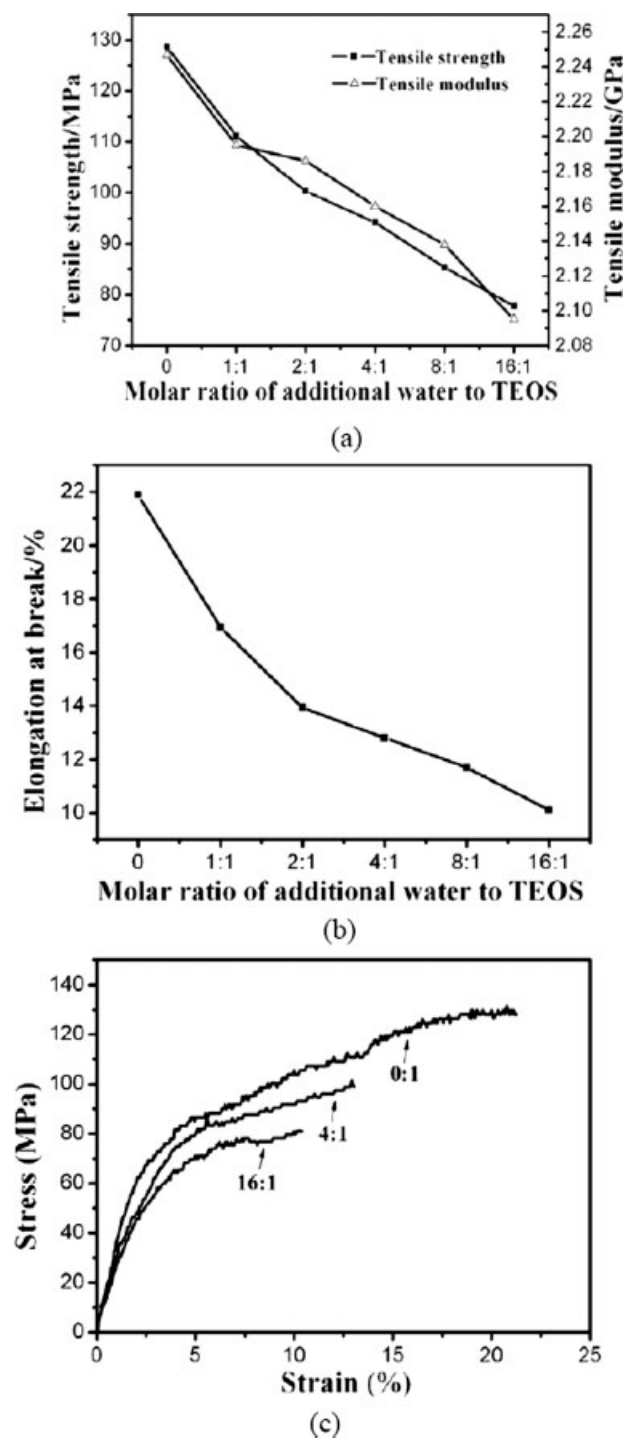 130
120
110
100
90
80
70
Tensile strength/MPa
Tensile strength
Tensile modulus
2.26
2.24
2.22
2.20
2.18
2.16
2.14
2.12
2.10
2.08
Tensile modulus/GPa
0 1:1 2:1 4:1 8:1 16:1
Molar ratio of additional water to TEOS
(a)
22
20
18
16
14
12
10
Elongation at break/%
0 1:1 2:1 4:1 8:1 16:1
Molar ratio of additional water to TEOS
(b)
140
120
100
80
60
40
20
0
Stress (MPa)
0:1
4:1
16:1
0 5 10 15 20 25
Strain (%)
(c)